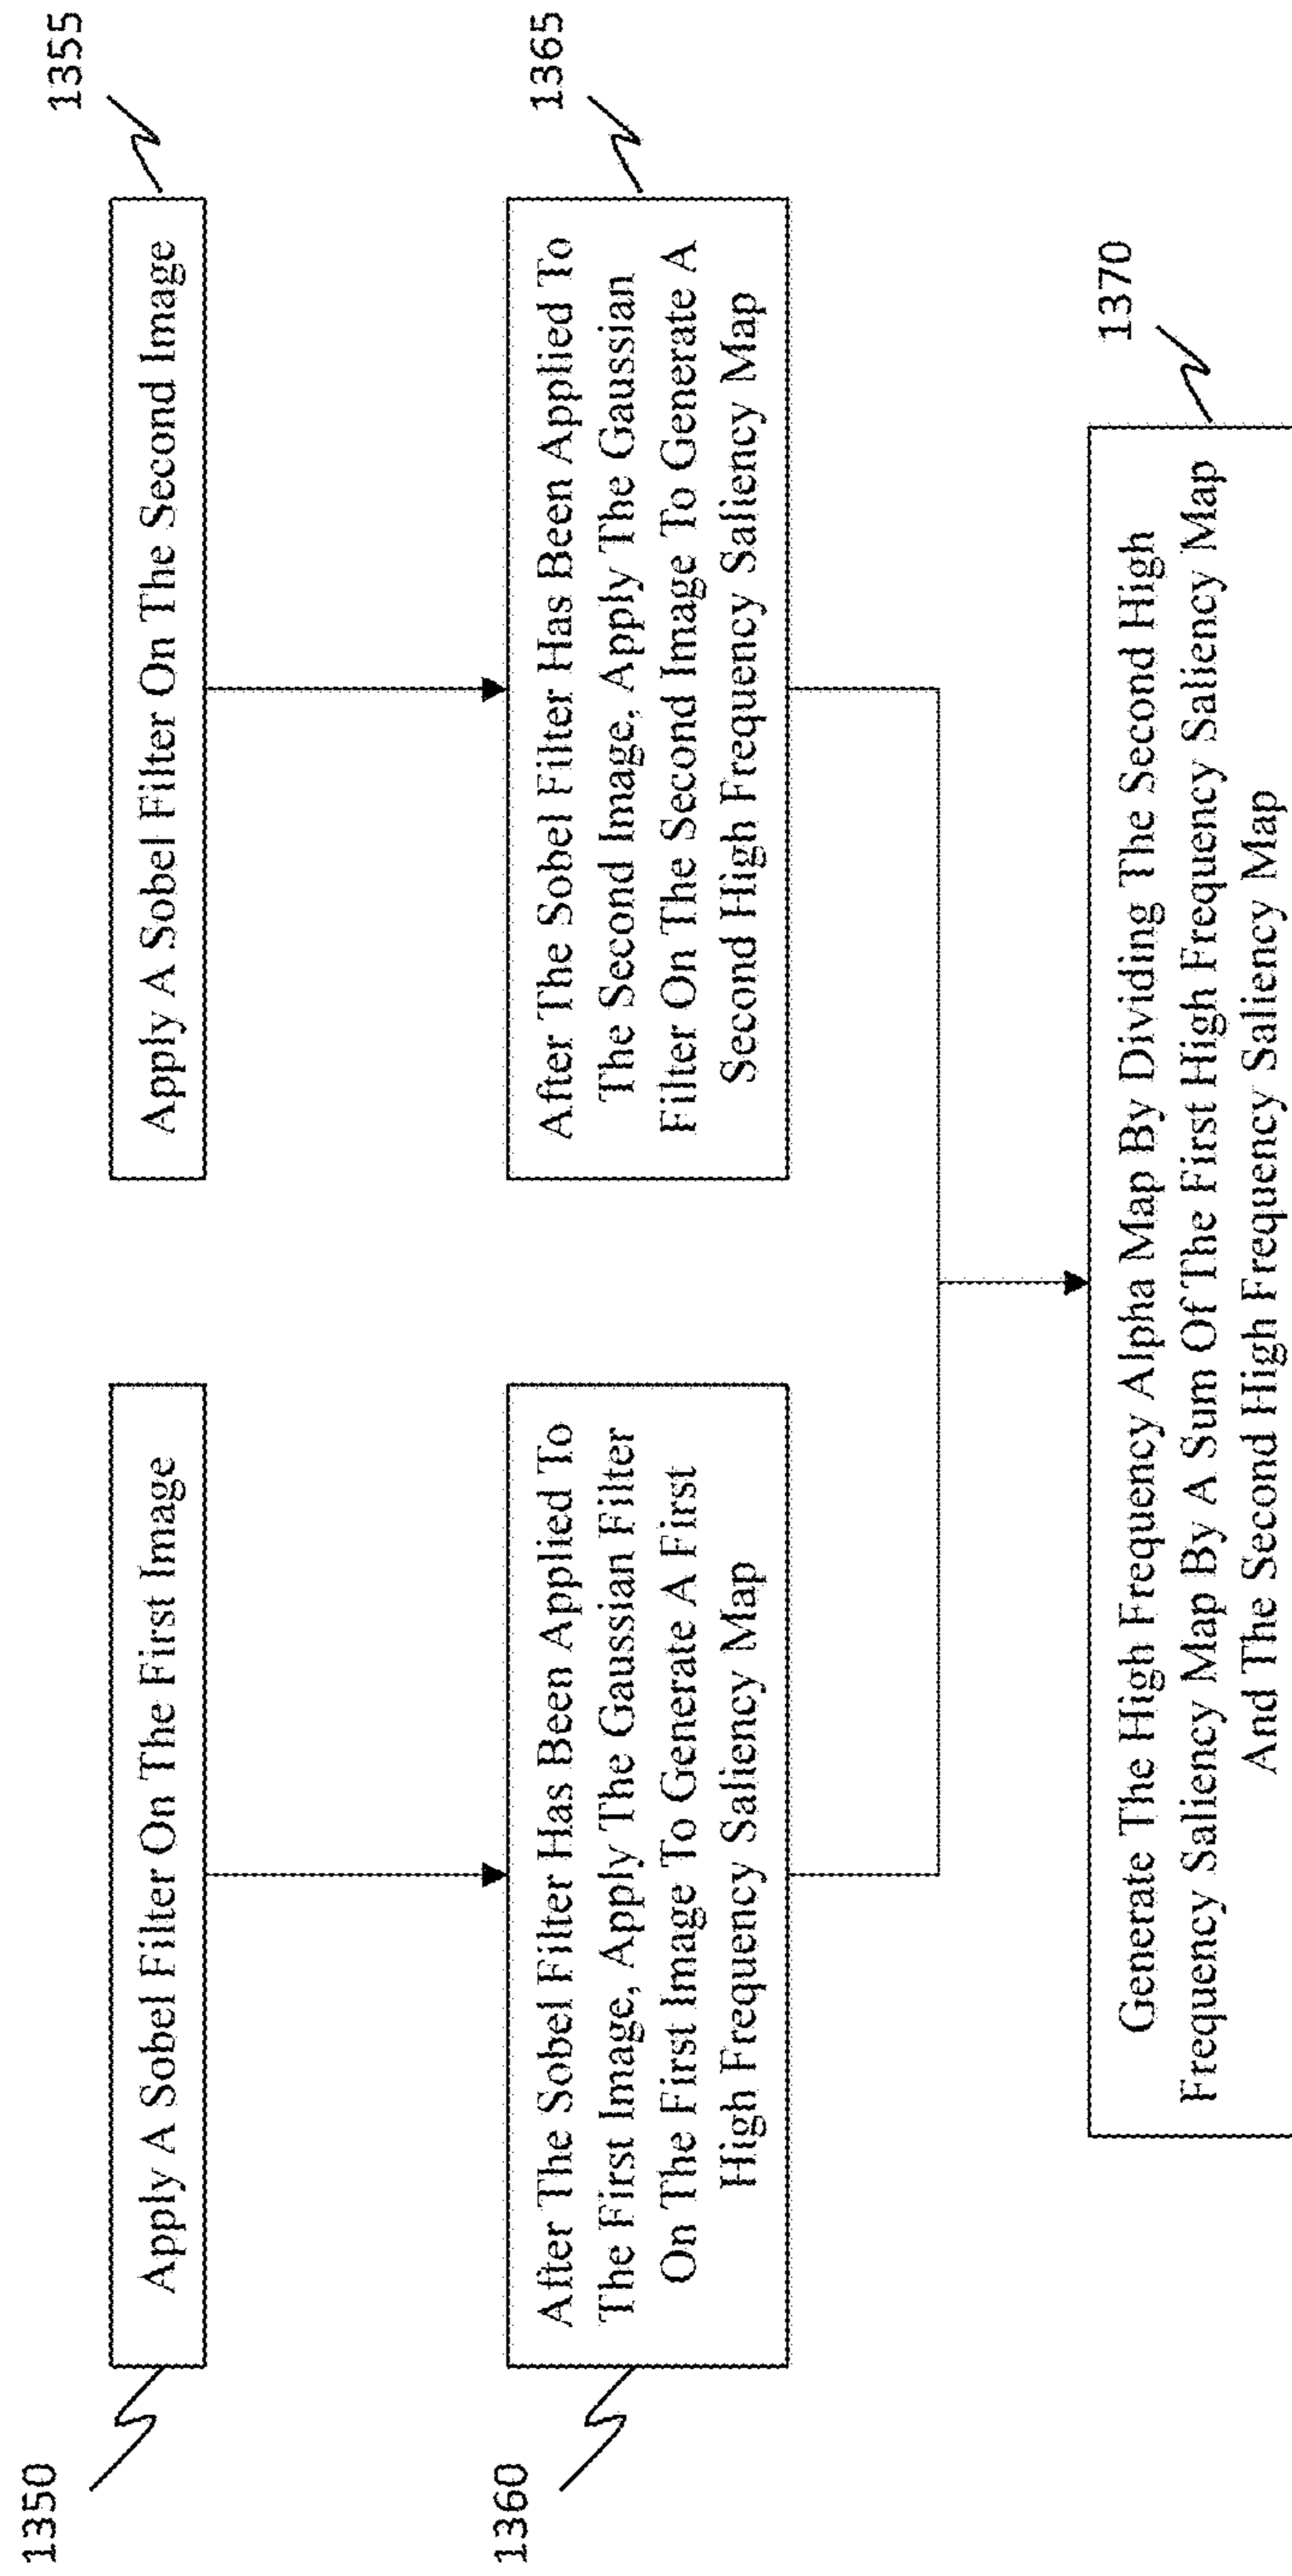 1350
Apply A Sobel Filter On The First Image
1355
Apply A Sobel Filter On The Second Image
1360
After The Sobel Filter Has Been Applied To
The First Image, Apply The Gaussian Filter
On The First Image To Generate A First
High Frequency Saliency Map
1365
After The Sobel Filter Has Been Applied To
The Second Image, Apply The Gaussian
Filter On The Second Image To Generate A
Second High Frequency Saliency Map
1370
Generate The High Frequency Alpha Map By Dividing The Second High
Frequency Saliency Map By A Sum Of The First High Frequency Saliency Map
And The Second High Frequency Saliency Map